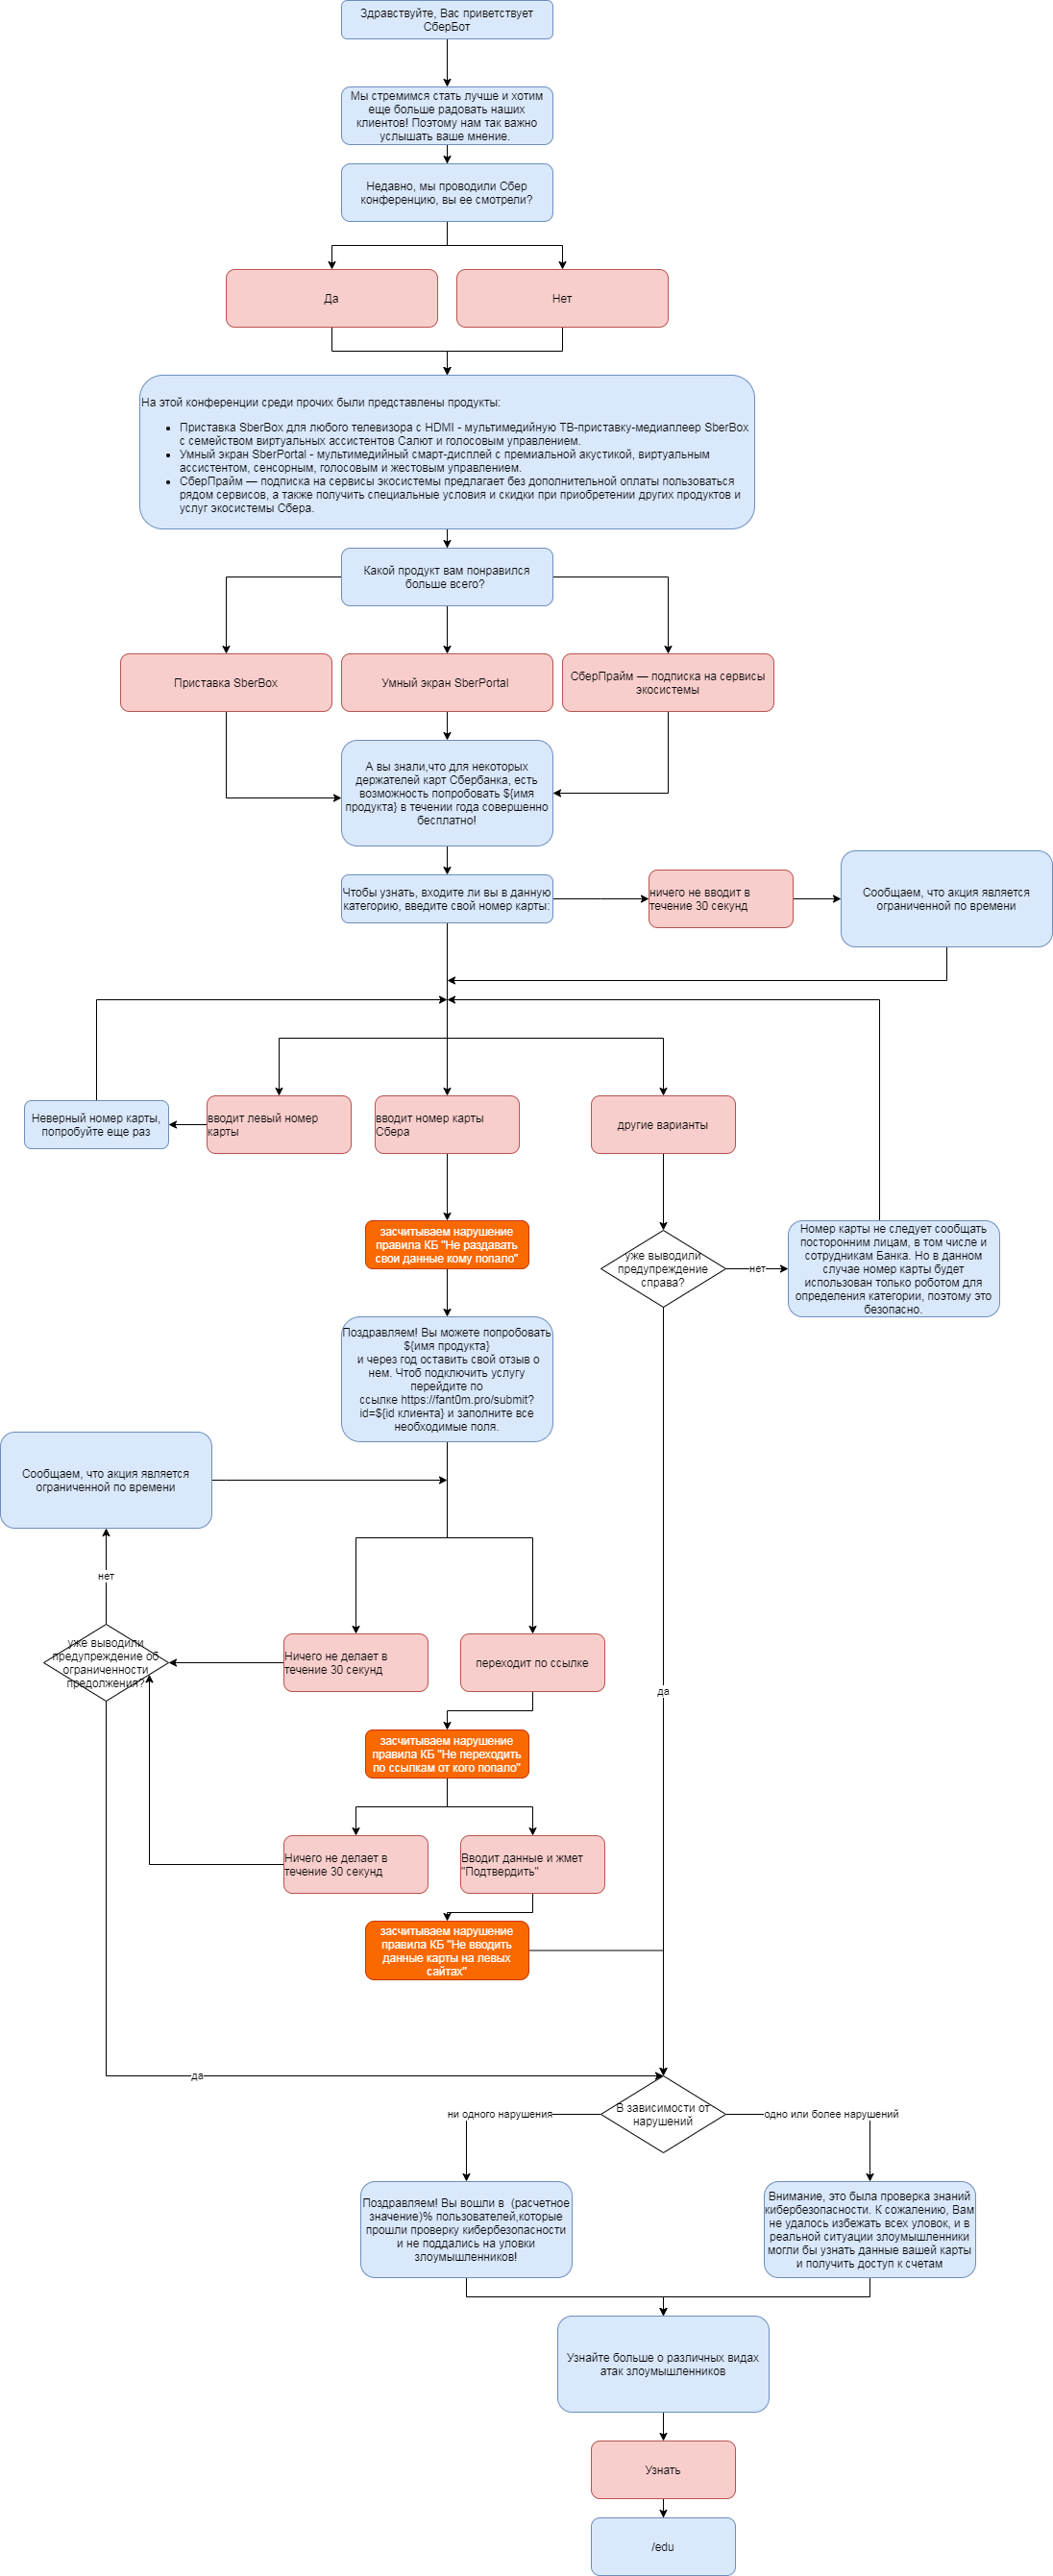 Здравствуйте, Вас приветствует
СберБот
Мы стремимся стать лучше и хотим
еще больше радовать наших
клиентов! Поэтому нам так важно
услышать ваше мнение.
Недавно, мы проводили Сбер
конференцию, вы ее смотрели?
Да
Нет
На этой конференции среди прочих были представлены продукты:
• Приставка SberBox для любого телевизора с HDMI - мультимедийную ТВ-приставку-медиаплеер SberBox
с семейством виртуальных ассистентов Салют и голосовым управлением.
• Умный экран SberPortal - мультимедийный смарт-дисплей с премиальной акустикой, виртуальным
ассистентом, сенсорным, голосовым и жестовым управлением.
• СберПрайм — подписка на сервисы экосистемы предлагает без дополнительной оплаты пользоваться
рядом сервисов, а также получить специальные условия и скидки при приобретении других продуктов и
услуг экосистемы Сбера.
Какой продукт вам понравился
больше всего?
Приставка SberBox
Умный экран SberPortal
СберПрайм — подписка на сервисы
экосистемы
А вы знали,что для некоторых
держателей карт Сбербанка, есть
возможность попробовать ${имя
продукта} в течении года совершенно
бесплатно!
Чтобы узнать, входите ли вы в данную
категорию, введите свой номер карты:
ничего не вводит в
течение 30 секунд
Сообщаем, что акция является
ограниченной по времени
Неверный номер карты,
попробуйте еще раз
вводит левый номер
карты
вводит номер карты
Сбера
другие варианты
засчитываем нарушение
правила КБ "Не раздавать
свои данные кому попало"
уже выводили
предупреждение
справа?
нет
Номер карты не следует сообщать
посторонним лицам, в том числе и
сотрудникам Банка. Но в данном
случае номер карты будет
использован только роботом для
определения категории, поэтому это
безопасно.
Поздравляем! Вы можете попробовать
${имя продукта}
и через год оставить свой отзыв о
нем. Чтоб подключить услугу
перейдите по
ссылке https://fant0m.pro/submit?
id=${id клиента} и заполните все
необходимые поля.
Сообщаем, что акция является
ограниченной по времени
нет
уже выводили
предупреждение об
ограниченности
предолжения?
Ничего не делает в
течение 30 секунд
переходит по ссылке
да
засчитываем нарушение
правила КБ "Не переходить
по ссылкам от кого попало"
Ничего не делает в
течение 30 секунд
Вводит данные и жмет
"Подтвердить"
засчитываем нарушение
правила КБ "Не вводить
данные карты на левых
сайтах"
да
В зависимости от
нарушений
ни одного нарушения
одно или более нарушений
Поздравляем! Вы вошли в (расчетное
значение)% пользователей,которые
прошли проверку кибербезопасности
и не поддались на уловки
злоумышленников!
Внимание, это была проверка знаний
кибербезопасности. К сожалению, Вам
не удалось избежать всех уловок, и в
реальной ситуации злоумышленники
могли бы узнать данные вашей карты
и получить доступ к счетам
Узнайте больше о различных видах
атак злоумышленников
Узнать
/edu